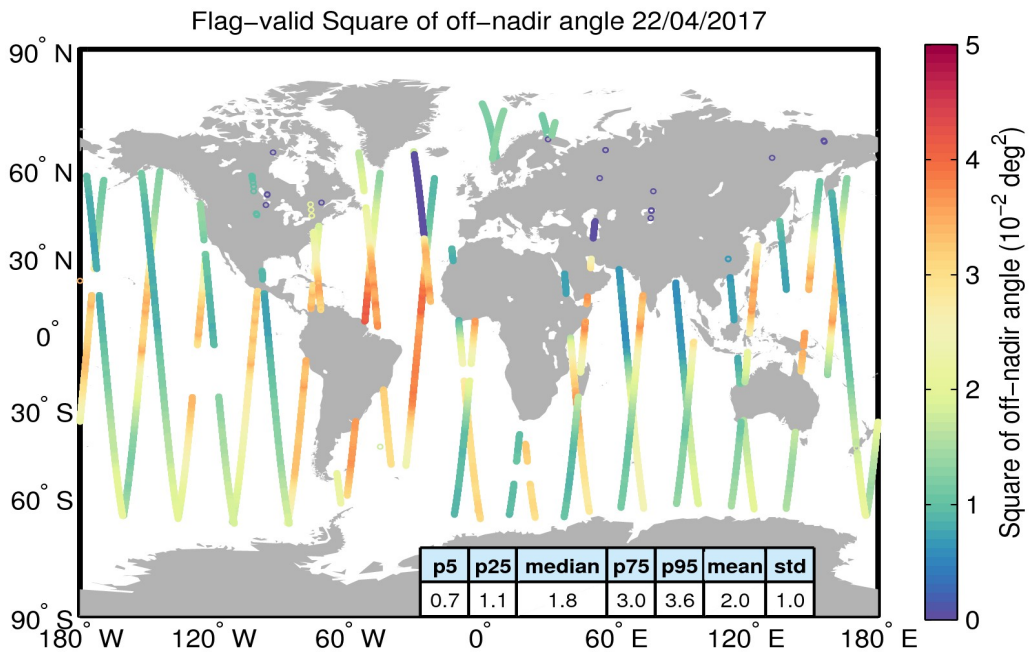 Flag−valid Square of off−nadir angle 22/04/2017
90° N
60° N
30° N
0°
30° S
60° S
90° S
180° W
120° W
60° W
0°
60° E
120° E
180° E
p5 p25 median p75 p95 mean std
0.7 1.1 1.8 3.0 3.6 2.0 1.0
5
4
3
2
1
0
Square of off−nadir angle (10⁻² deg²)